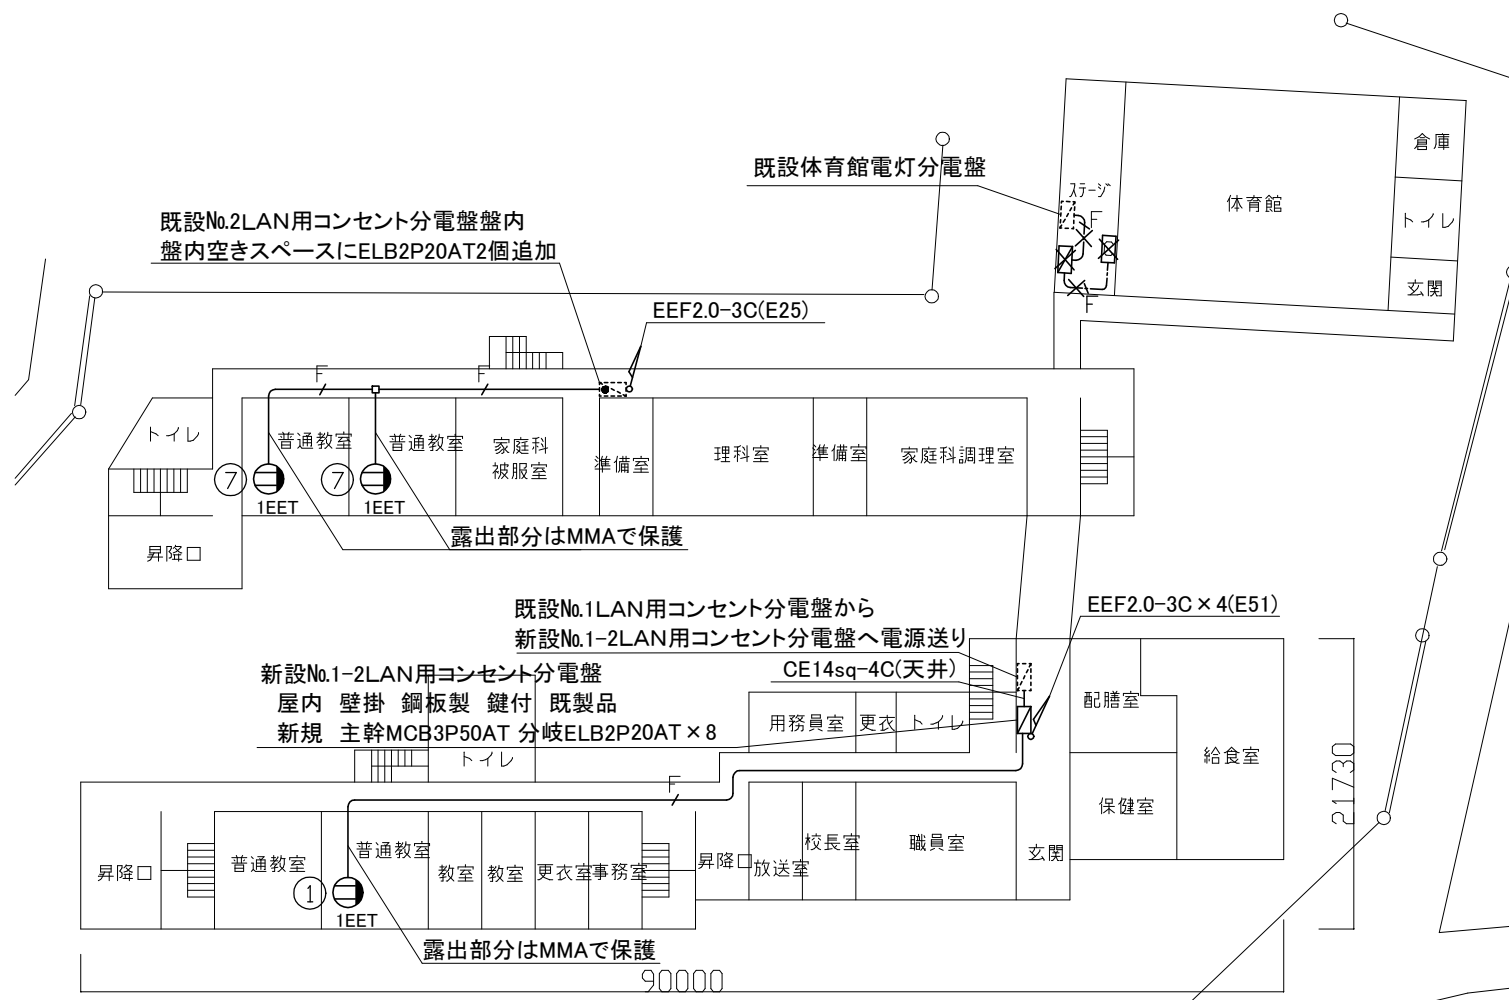 倉庫
既設体育館電灯分電盤
ステージ
体育館
トイレ
F
既設№2LAN用コンセント分電盤盤内
盤内空きスペースにELB2P20AT2個追加
玄関
EEF2.0-3C(E25)
F
F
F
トイレ
普通教室
普通教室
家庭科
被服室
準備室
理科室
準備室
家庭科調理室
7
7
1EET
1EET
露出部分はMMAで保護
昇降口
既設№1LAN用コンセント分電盤から
新設№1-2LAN用コンセント分電盤へ電源送り
EEF2.0-3C×4(E51)
CE14sq-4C(天井)
新設№1-2LAN用コンセント分電盤
屋内 壁掛 鋼板製 鍵付 既製品
新規 主幹MCB3P50AT 分岐ELB2P20AT×8
配膳室
用務員室
更衣
トイレ
トイレ
給食室
21730
F
保健室
昇降口
普通教室
普通教室
教室
教室
更衣室
事務室
昇降口
放送室
校長室
職員室
玄関
1
1EET
露出部分はMMAで保護
90000